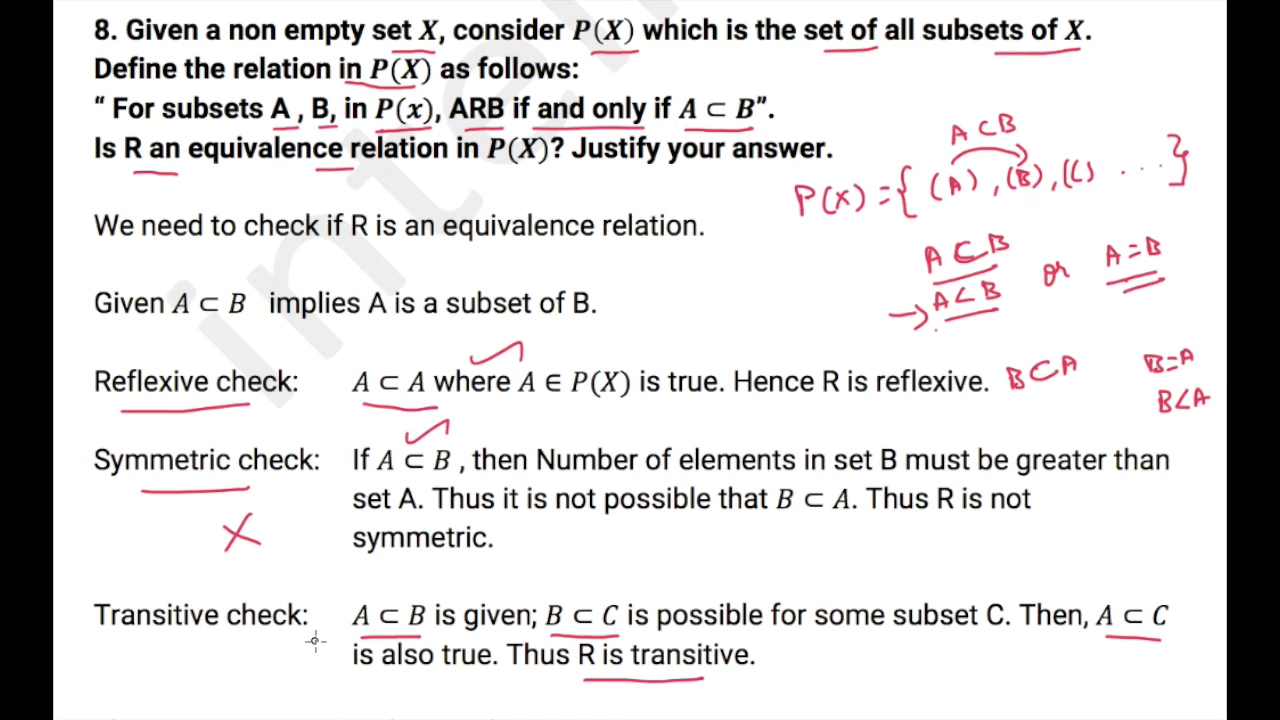 8. Given a non empty set X, consider P(X) which is the set of all subsets of X.
Define the relation in P(X) as follows:
“ For subsets A , B, in P(x), ARB if and only if A ⊂ B”.
Is R an equivalence relation in P(X)? Justify your answer.
A ⊂ B
P(X) = { (A) , (B) , (C) . . . . }
We need to check if R is an equivalence relation.
A ⊂ B
or A = B
→ A < B
Given A ⊂ B implies A is a subset of B.
Reflexive check: A ⊂ A where A ∈ P(X) is true. Hence R is reflexive.
B ⊂ A B = A
B < A
Symmetric check: If A ⊂ B , then Number of elements in set B must be greater than
set A. Thus it is not possible that B ⊂ A. Thus R is not
symmetric.
Transitive check: A ⊂ B is given; B ⊂ C is possible for some subset C. Then, A ⊂ C
is also true. Thus R is transitive.